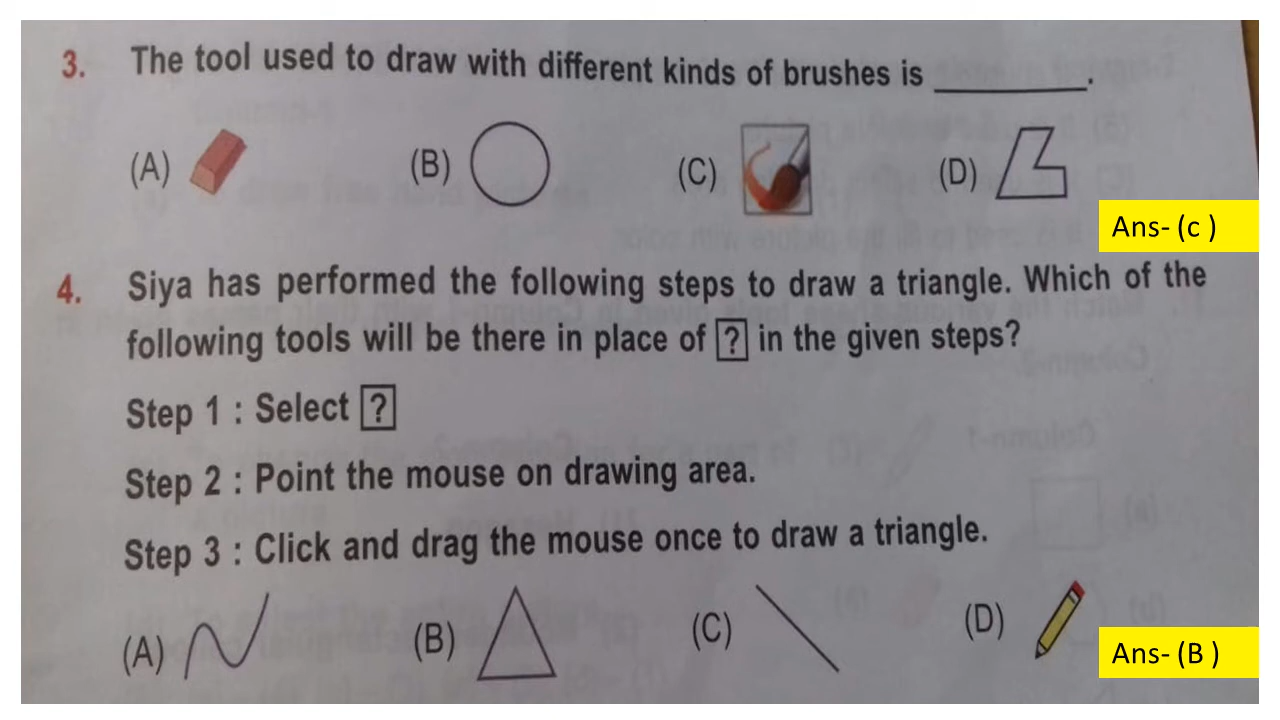 3. The tool used to draw with different kinds of brushes is ________.
(A) (B) (C) (D)
Ans- (c )
4. Siya has performed the following steps to draw a triangle. Which of the
following tools will be there in place of [?] in the given steps?
Step 1 : Select [?]
Step 2 : Point the mouse on drawing area.
Step 3 : Click and drag the mouse once to draw a triangle.
(A) (B) (C) (D)
Ans- (B )